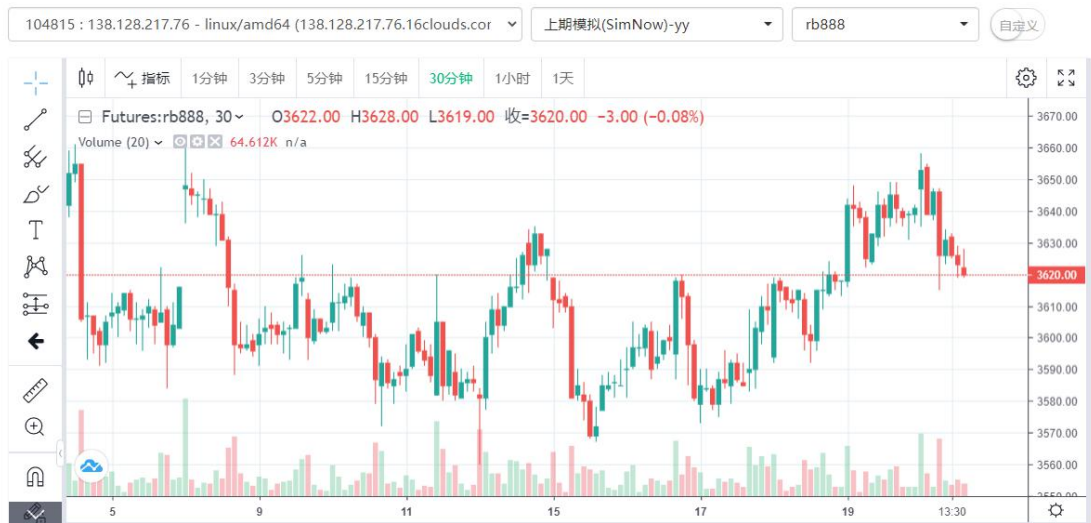 104815 : 138.128.217.76 - linux/amd64 (138.128.217.76.16clouds.cor 上期模拟(SimNow)-yy rb888 自定义
指标 1分钟 3分钟 5分钟 15分钟 30分钟 1小时 1天
Futures:rb888, 30 O3622.00 H3628.00 L3619.00 收=3620.00 −3.00 (−0.08%)
Volume (20) 64.612K n/a
3670.00
3660.00
3650.00
3640.00
3630.00
3620.00
3610.00
3600.00
3590.00
3580.00
3570.00
3560.00
3550.00
5 9 11 15 17 19 13:30